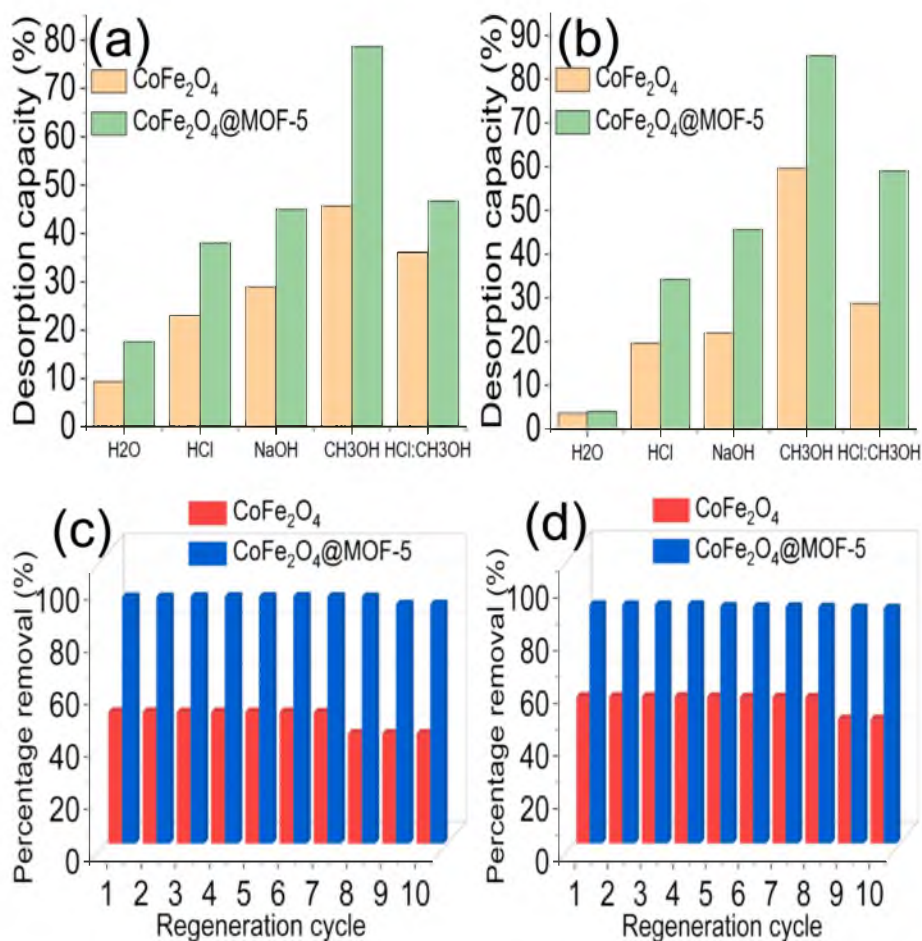 (a)
Desorption capacity (%)
80
70
60
50
40
30
20
10
0
CoFe₂O₄
CoFe₂O₄@MOF-5
H2O HCl NaOH CH3OH HCl:CH3OH
(b)
Desorption capacity (%)
90
80
70
60
50
40
30
20
10
0
CoFe₂O₄
CoFe₂O₄@MOF-5
H2O HCl NaOH CH3OH HCl:CH3OH
(c)
CoFe₂O₄
CoFe₂O₄@MOF-5
Percentage removal (%)
100
80
60
40
20
0
1 2 3 4 5 6 7 8 9 10
Regeneration cycle
(d)
CoFe₂O₄
CoFe₂O₄@MOF-5
Percentage removal (%)
100
80
60
40
20
0
1 2 3 4 5 6 7 8 9 10
Regeneration cycle